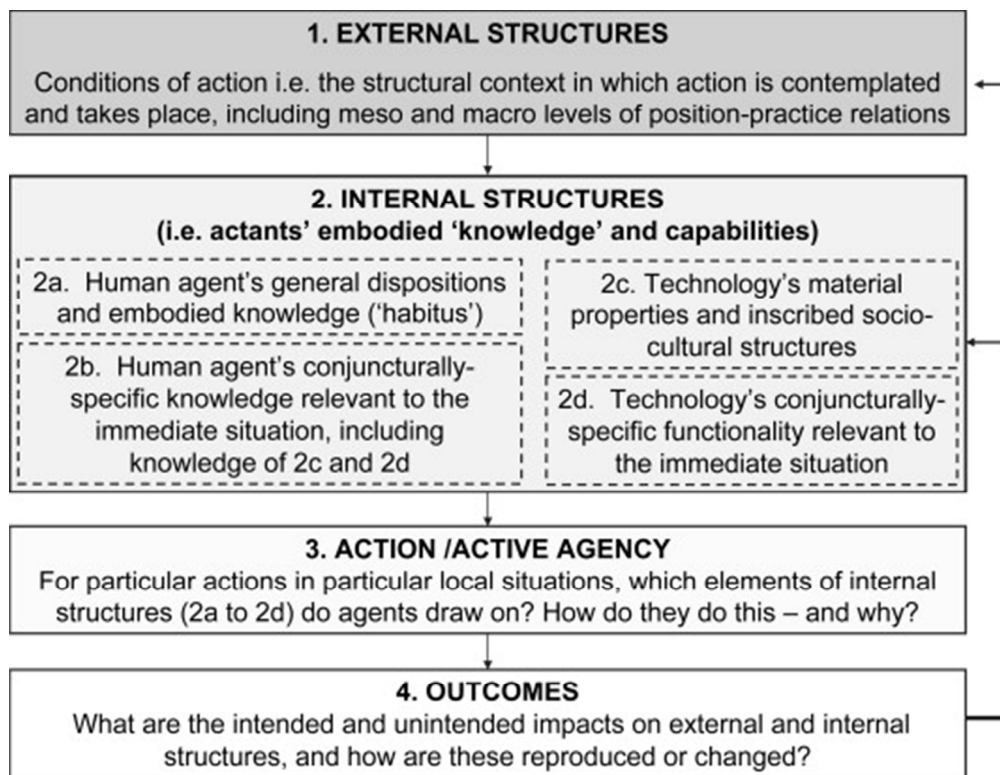 1. EXTERNAL STRUCTURES
Conditions of action i.e. the structural context in which action is contemplated
and takes place, including meso and macro levels of position-practice relations
2. INTERNAL STRUCTURES
(i.e. actants’ embodied ‘knowledge’ and capabilities)
2a. Human agent’s general dispositions
and embodied knowledge (‘habitus’)
2b. Human agent’s conjuncturally-
specific knowledge relevant to the
immediate situation, including
knowledge of 2c and 2d
2c. Technology’s material
properties and inscribed socio-
cultural structures
2d. Technology’s conjuncturally-
specific functionality relevant to
the immediate situation
3. ACTION /ACTIVE AGENCY
For particular actions in particular local situations, which elements of internal
structures (2a to 2d) do agents draw on? How do they do this – and why?
4. OUTCOMES
What are the intended and unintended impacts on external and internal
structures, and how are these reproduced or changed?